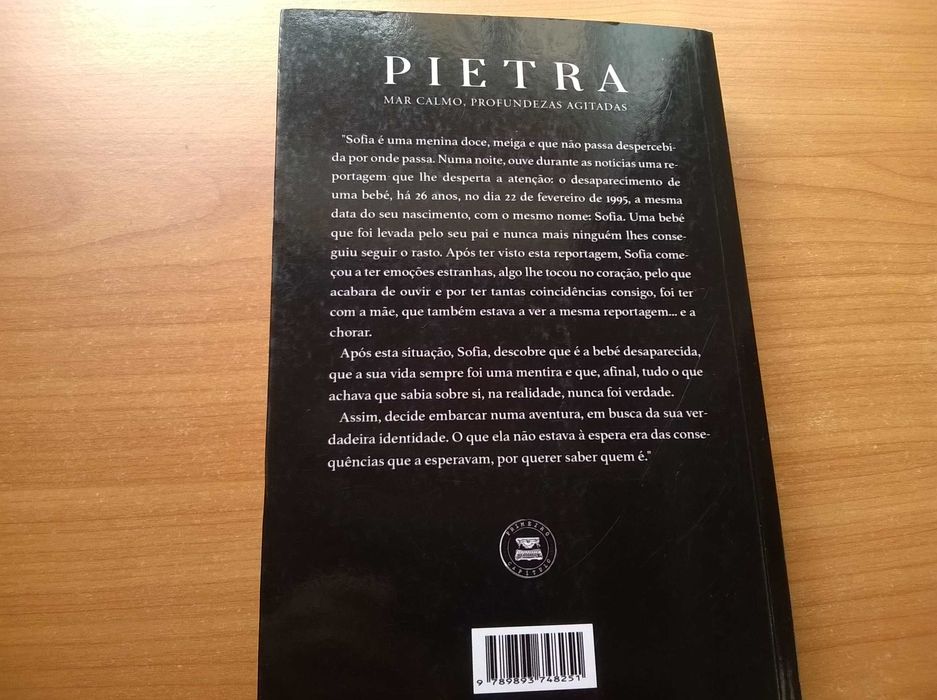 PIETRA
MAR CALMO, PROFUNDEZAS AGITADAS
"Sofia é uma menina doce, meiga e que não passa despercebi-
da por onde passa. Numa noite, ouve durante as notícias uma re-
portagem que lhe desperta a atenção: o desaparecimento de
uma bebé, há 26 anos, no dia 22 de fevereiro de 1995, a mesma
data do seu nascimento, com o mesmo nome: Sofia. Uma bebé
que foi levada pelo seu pai e nunca mais ninguém lhes conse-
guiu seguir o rasto. Após ter visto esta reportagem, Sofia come-
çou a ter emoções estranhas, algo lhe tocou no coração, pelo que
acabara de ouvir e por ter tantas coincidências consigo, foi ter
com a mãe, que também estava a ver a mesma reportagem... e a
chorar.
Após esta situação, Sofia, descobre que é a bebé desaparecida,
que a sua vida sempre foi uma mentira e que, afinal, tudo o que
achava que sabia sobre si, na realidade, nunca foi verdade.
Assim, decide embarcar numa aventura, em busca da sua ver-
dadeira identidade. O que ela não estava à espera era das conse-
quências que a esperavam, por querer saber quem é."
PRIMEIRO
CAPÍTULO
9 789893 748251